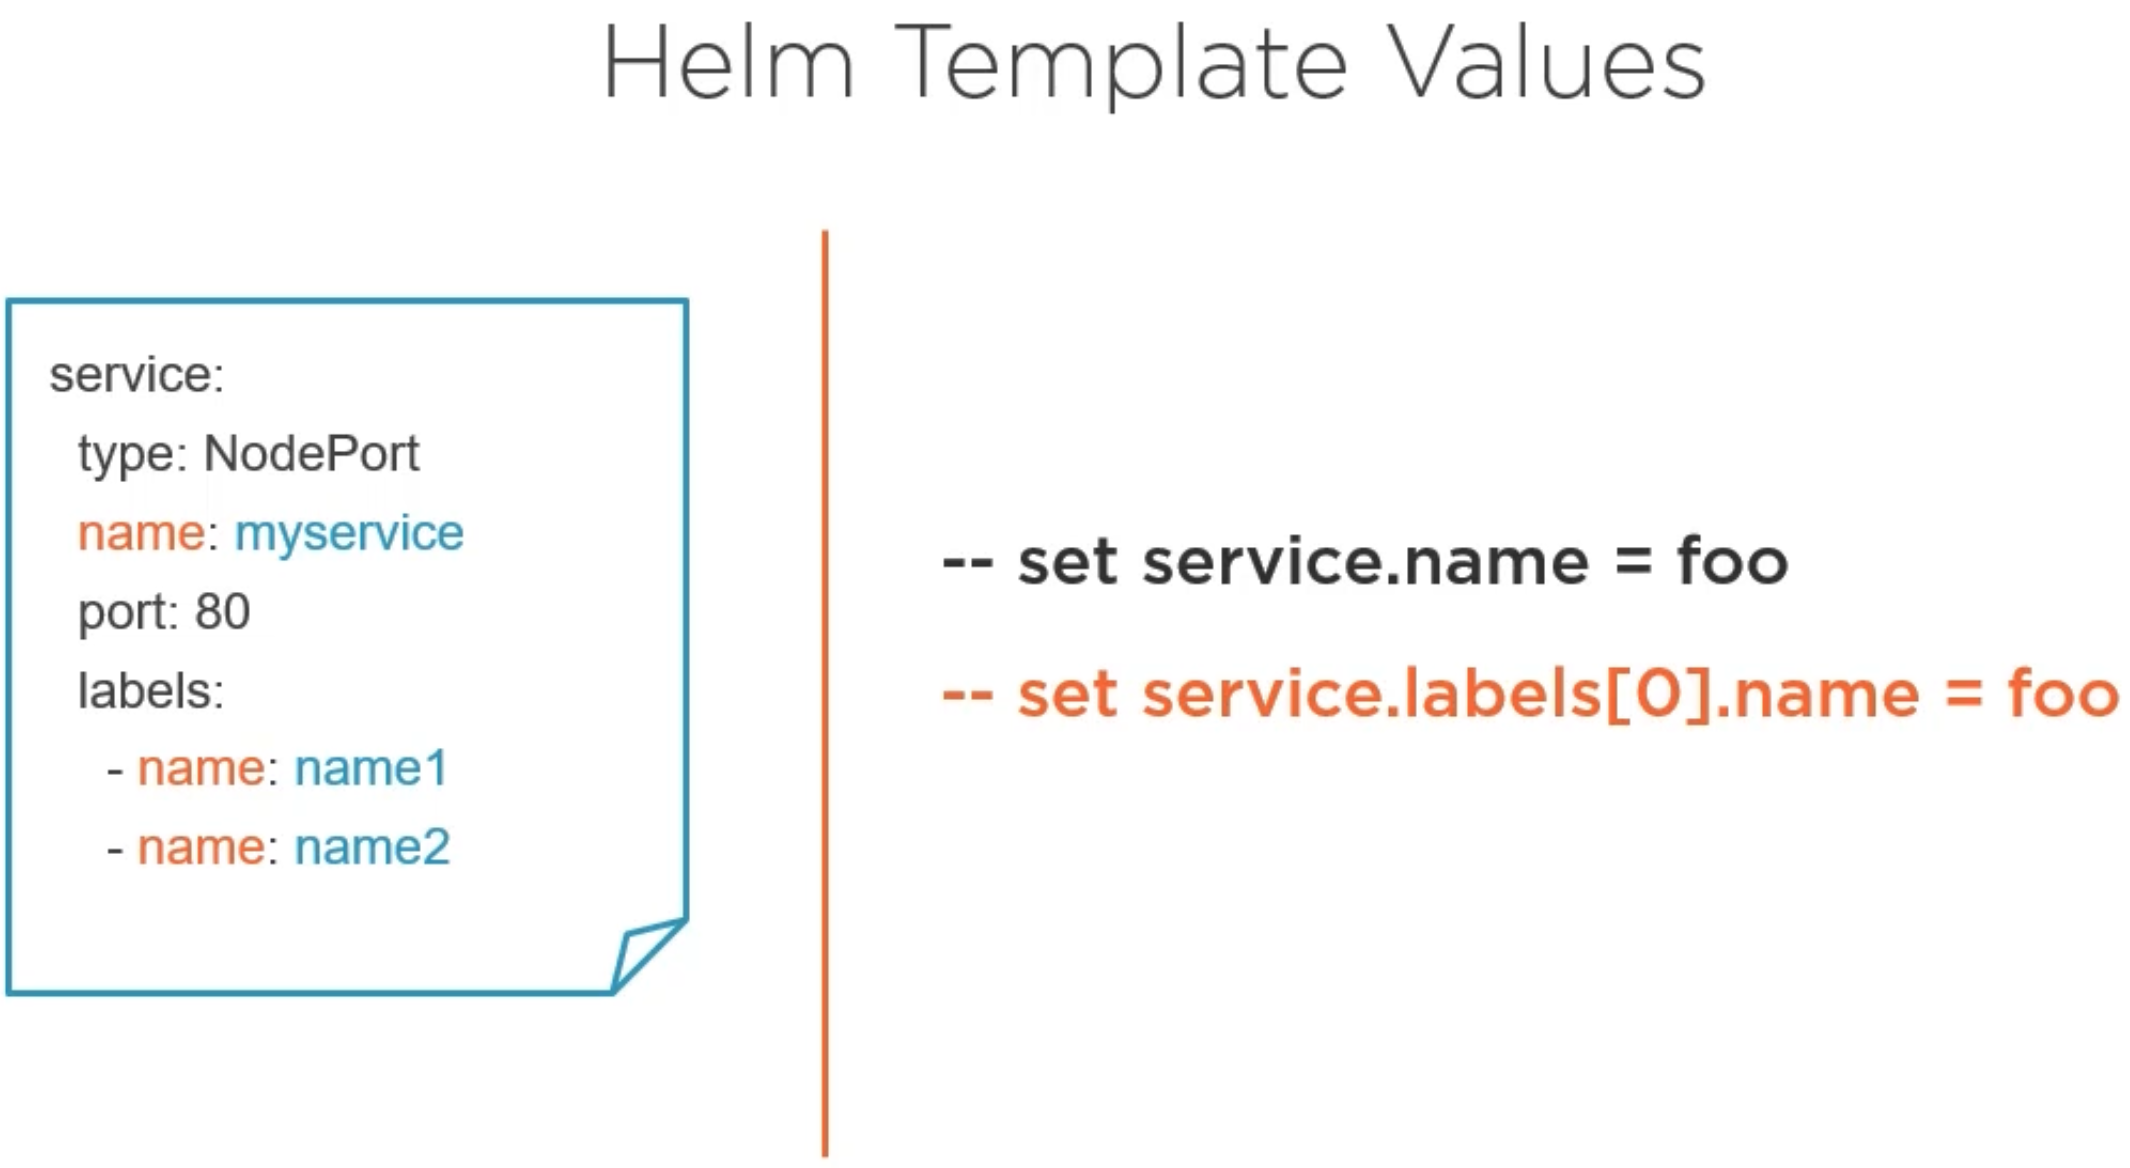 Helm Template Values
service:
type: NodePort
name: myservice
port: 80
labels:
- name: name1
- name: name2
-- set service.name = foo
-- set service.labels[0].name = foo